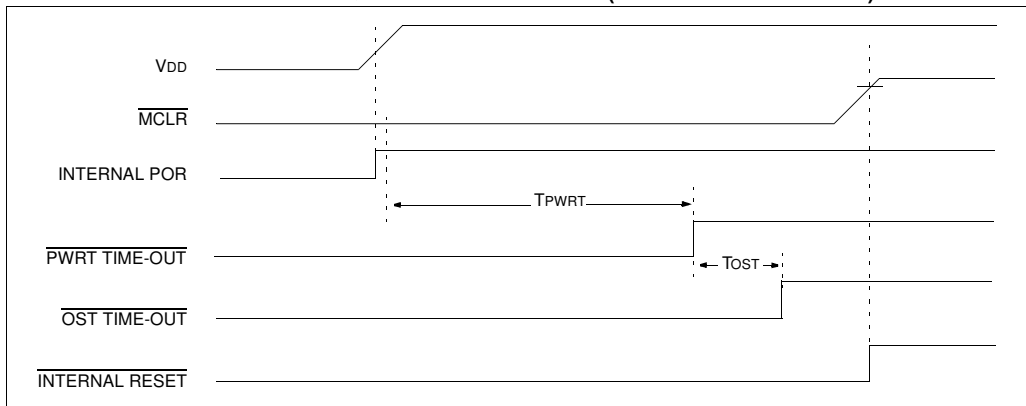 VDD
MCLR
INTERNAL POR
TPWRT
PWRT TIME-OUT
TOST
OST TIME-OUT
INTERNAL RESET